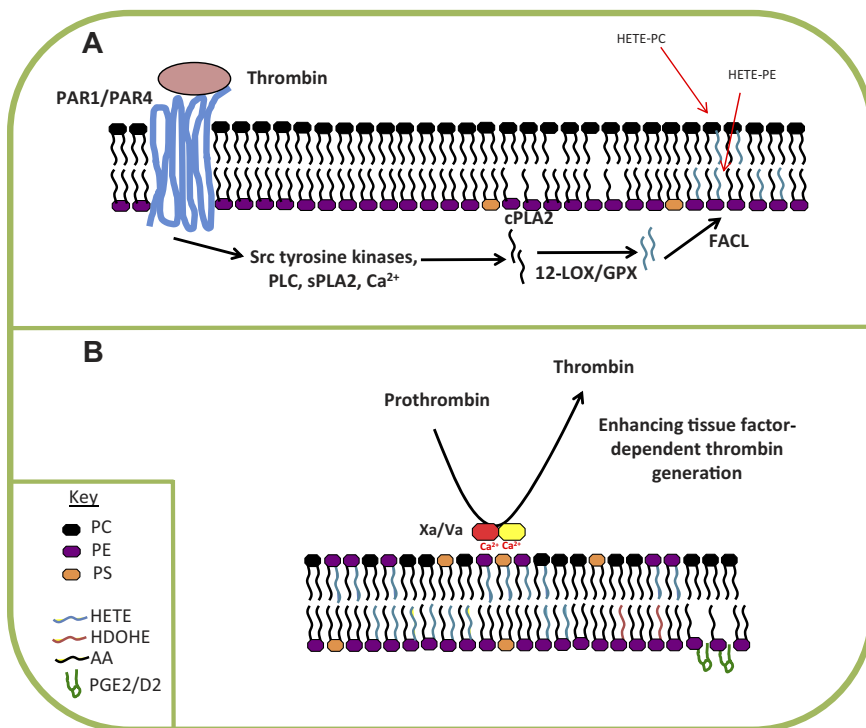 A
HETE-PC
HETE-PE
Thrombin
PAR1/PAR4
cPLA2
FACL
Src tyrosine kinases,
PLC, sPLA2, Ca²⁺
12-LOX/GPX
B
Thrombin
Prothrombin
Enhancing tissue factor-
dependent thrombin
generation
Xa/Va
Ca²⁺ Ca²⁺
Key
PC
PE
PS
HETE
HDOHE
AA
PGE2/D2